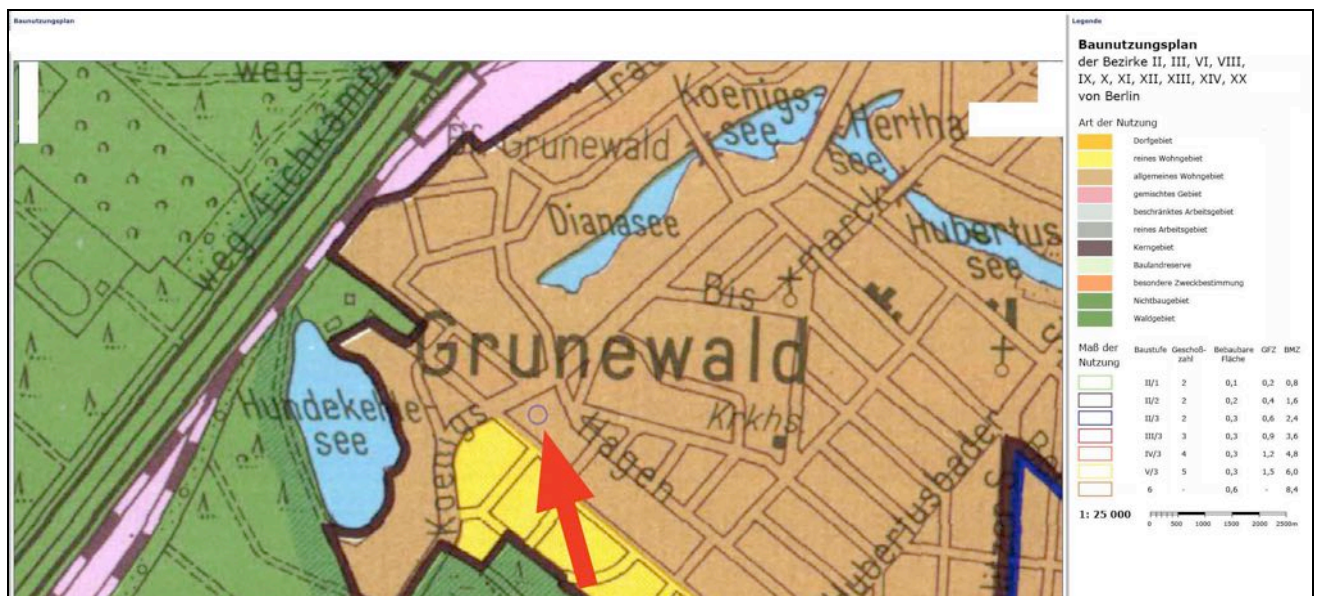 Baunutzungsplan
weg
Eichkamp
weg
Bf. Grunewald
Koenigs-
see
Hertha
see
Dianasee
Hubertus-
see
Bis
marck
Grunewald
Hundekehle-
see
Koenigs
Hagen
Krkhs.
Hubertusbader
Legende
Baunutzungsplan
der Bezirke II, III, VI, VIII,
IX, X, XI, XII, XIII, XIV, XX
von Berlin
Art der Nutzung
Dorfgebiet
reines Wohngebiet
allgemeines Wohngebiet
gemischtes Gebiet
beschränktes Arbeitsgebiet
reines Arbeitsgebiet
Kerngebiet
Baulandreserve
besondere Zweckbestimmung
Nichtbaugebiet
Waldgebiet
Maß der Nutzung Baustufe Geschoß-zahl Bebaubare Fläche GFZ BMZ
II/1 2 0,1 0,2 0,8
II/2 2 0,2 0,4 1,6
II/3 2 0,3 0,6 2,4
III/3 3 0,3 0,9 3,6
IV/3 4 0,3 1,2 4,8
V/3 5 0,3 1,5 6,0
6 - 0,6 - 8,4
1: 25 000
0 500 1000 1500 2000 2500m